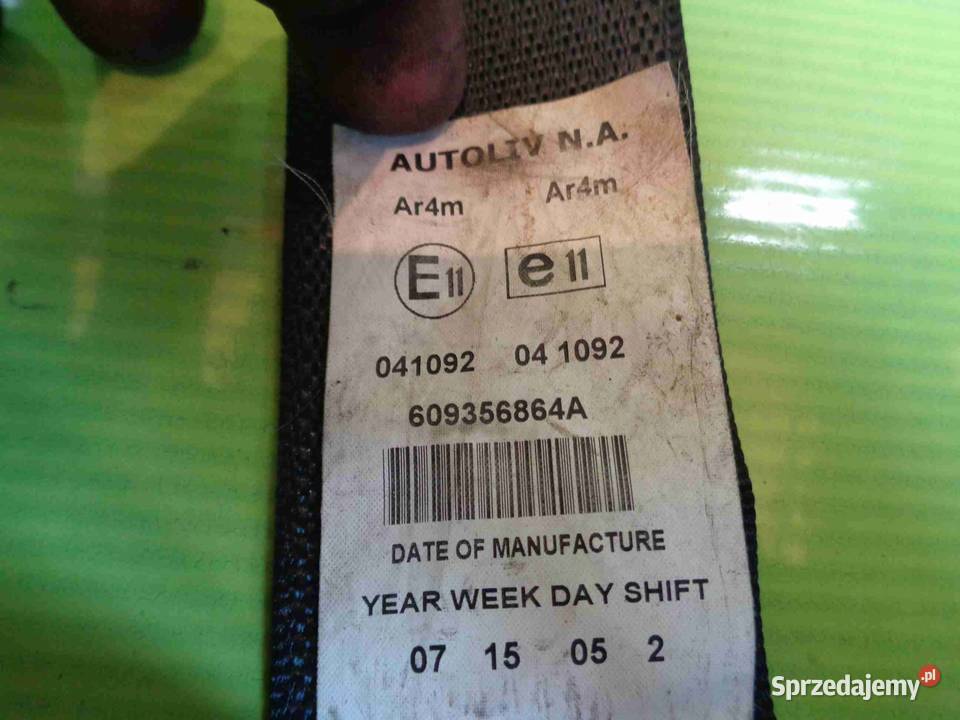 AUTOLIV N.A.
Ar4m Ar4m
E11 e11
041092 04 1092
609356864A
DATE OF MANUFACTURE
YEAR WEEK DAY SHIFT
07 15 05 2
Sprzedajemy.pl